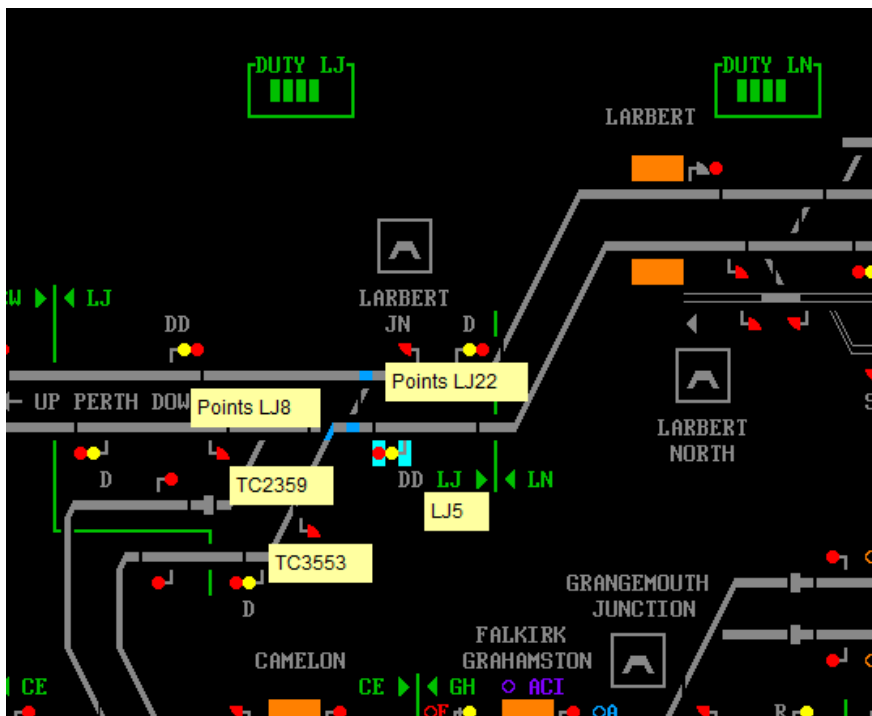 DUTY LJ
DUTY LN
LARBERT
LJ
LARBERT
JN
DD
D
Points LJ22
← UP PERTH DOW
Points LJ8
LARBERT
NORTH
D
TC2359
DD LJ
LN
LJ5
TC3553
D
GRANGEMOUTH
JUNCTION
FALKIRK
GRAHAMSTON
CAMELON
CE
CE
GH
ACI
F
A
R